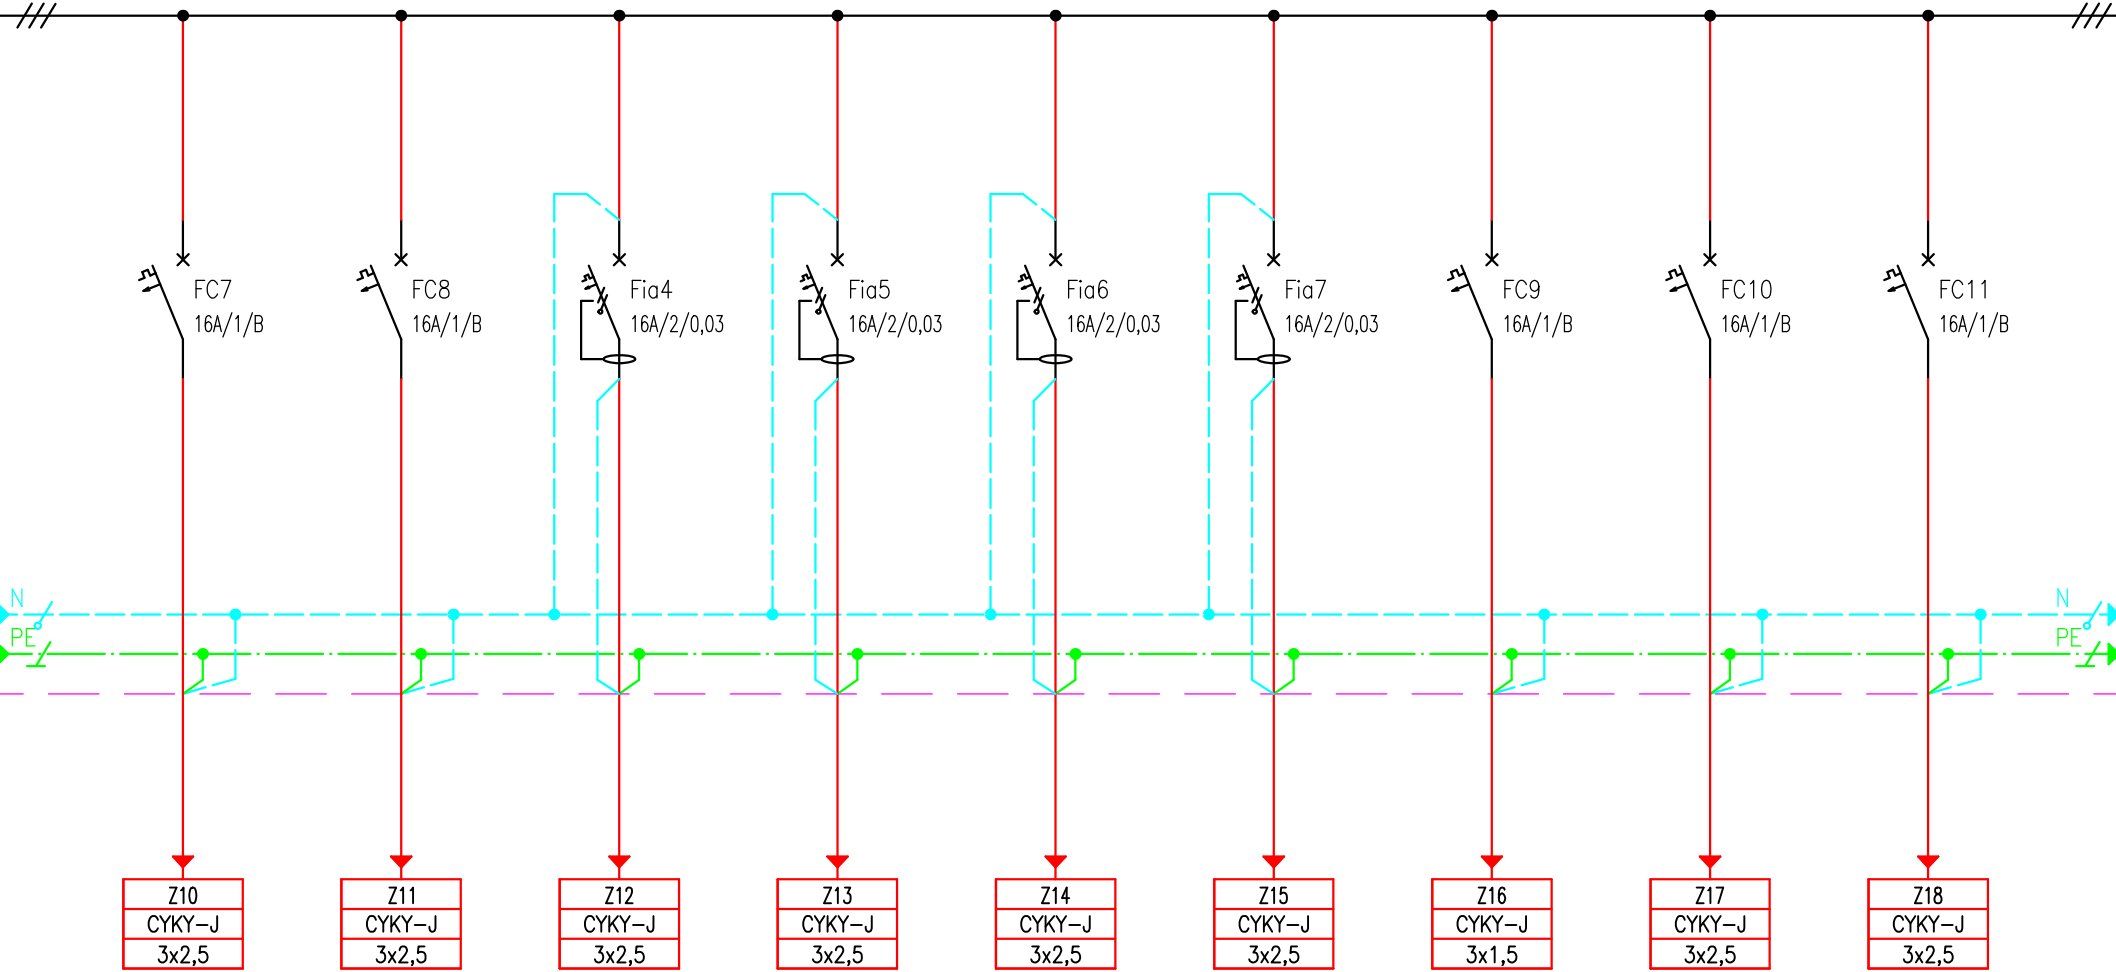 FC7
16A/1/B
FC8
16A/1/B
Fia4
16A/2/0,03
Fia5
16A/2/0,03
Fia6
16A/2/0,03
Fia7
16A/2/0,03
FC9
16A/1/B
FC10
16A/1/B
FC11
16A/1/B
N
PE
N
PE
Z10
CYKY-J
3x2,5
Z11
CYKY-J
3x2,5
Z12
CYKY-J
3x2,5
Z13
CYKY-J
3x2,5
Z14
CYKY-J
3x2,5
Z15
CYKY-J
3x2,5
Z16
CYKY-J
3x1,5
Z17
CYKY-J
3x2,5
Z18
CYKY-J
3x2,5